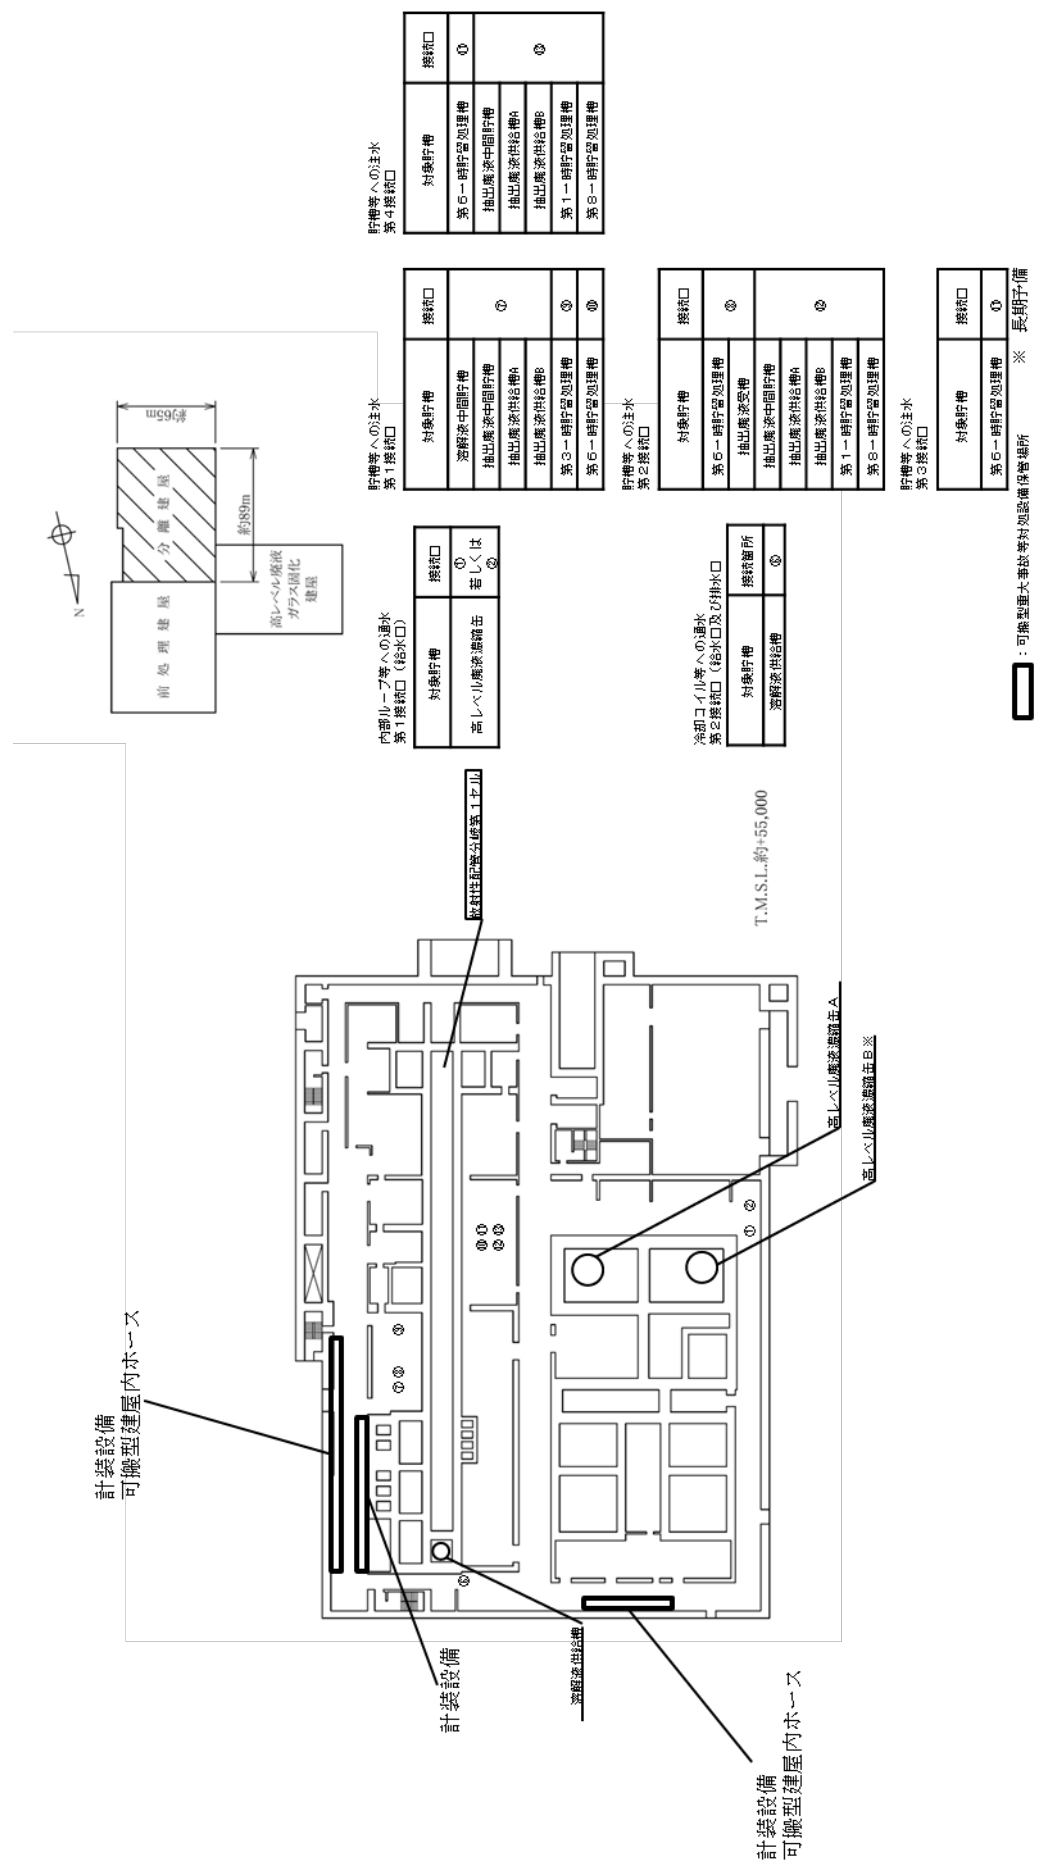 前処理建屋
分離建屋
高レベル廃液
ガラス固化
建屋
約65m
約89m
N
内部ループ等への通水
第1接続口（給水口）
対象貯槽 接続口
高レベル廃液濃縮缶 ① 若しくは ②
冷却コイル等への通水
第2接続口（給水口及び排水口
対象貯槽 接続箇所
溶解液供給槽 ⑥
貯槽等への注水
第1接続口
対象貯槽 接続口
溶解液中間貯槽 ⑦
抽出廃液中間貯槽
抽出廃液供給槽A
抽出廃液供給槽B
第3一時貯留処理槽 ⑨
第6一時貯留処理槽 ⑩
貯槽等への注水
第2接続口
対象貯槽 接続口
第6一時貯留処理槽 ⑧
抽出廃液受槽
抽出廃液中間貯槽 ⑫
抽出廃液供給槽A
抽出廃液供給槽B
第1一時貯留処理槽
第8一時貯留処理槽
貯槽等への注水
第3接続口
対象貯槽 接続口
第6一時貯留処理槽 ⑪
貯槽等への注水
第4接続口
対象貯槽 接続口
第6一時貯留処理槽 ⑪
抽出廃液中間貯槽 ⑬
抽出廃液供給槽A
抽出廃液供給槽B
第1一時貯留処理槽
第8一時貯留処理槽
計装設備
可搬型建屋内ホース
計装設備
溶解液供給槽
計装設備
可搬型建屋内ホース
放射性配管分岐第1セル
高レベル廃液濃縮缶A
高レベル廃液濃縮缶B※
⑥
⑦⑧
⑨
⑩⑪
⑫⑬
① ②
T.M.S.L.約+55,000
：可搬型重大事故等対処設備保管場所
※ 長期予備